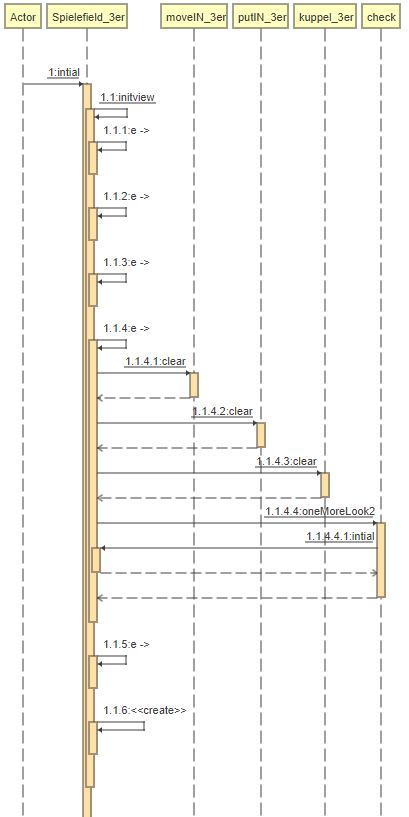 Actor Spielefield_3er moveIN_3er putIN_3er kuppel_3er check
1:intial
1.1:initview
1.1.1:e ->
1.1.2:e ->
1.1.3:e ->
1.1.4:e ->
1.1.4.1:clear
1.1.4.2:clear
1.1.4.3:clear
1.1.4.4:oneMoreLook2
1.1.4.4.1:intial
1.1.5:e ->
1.1.6:<<create>>